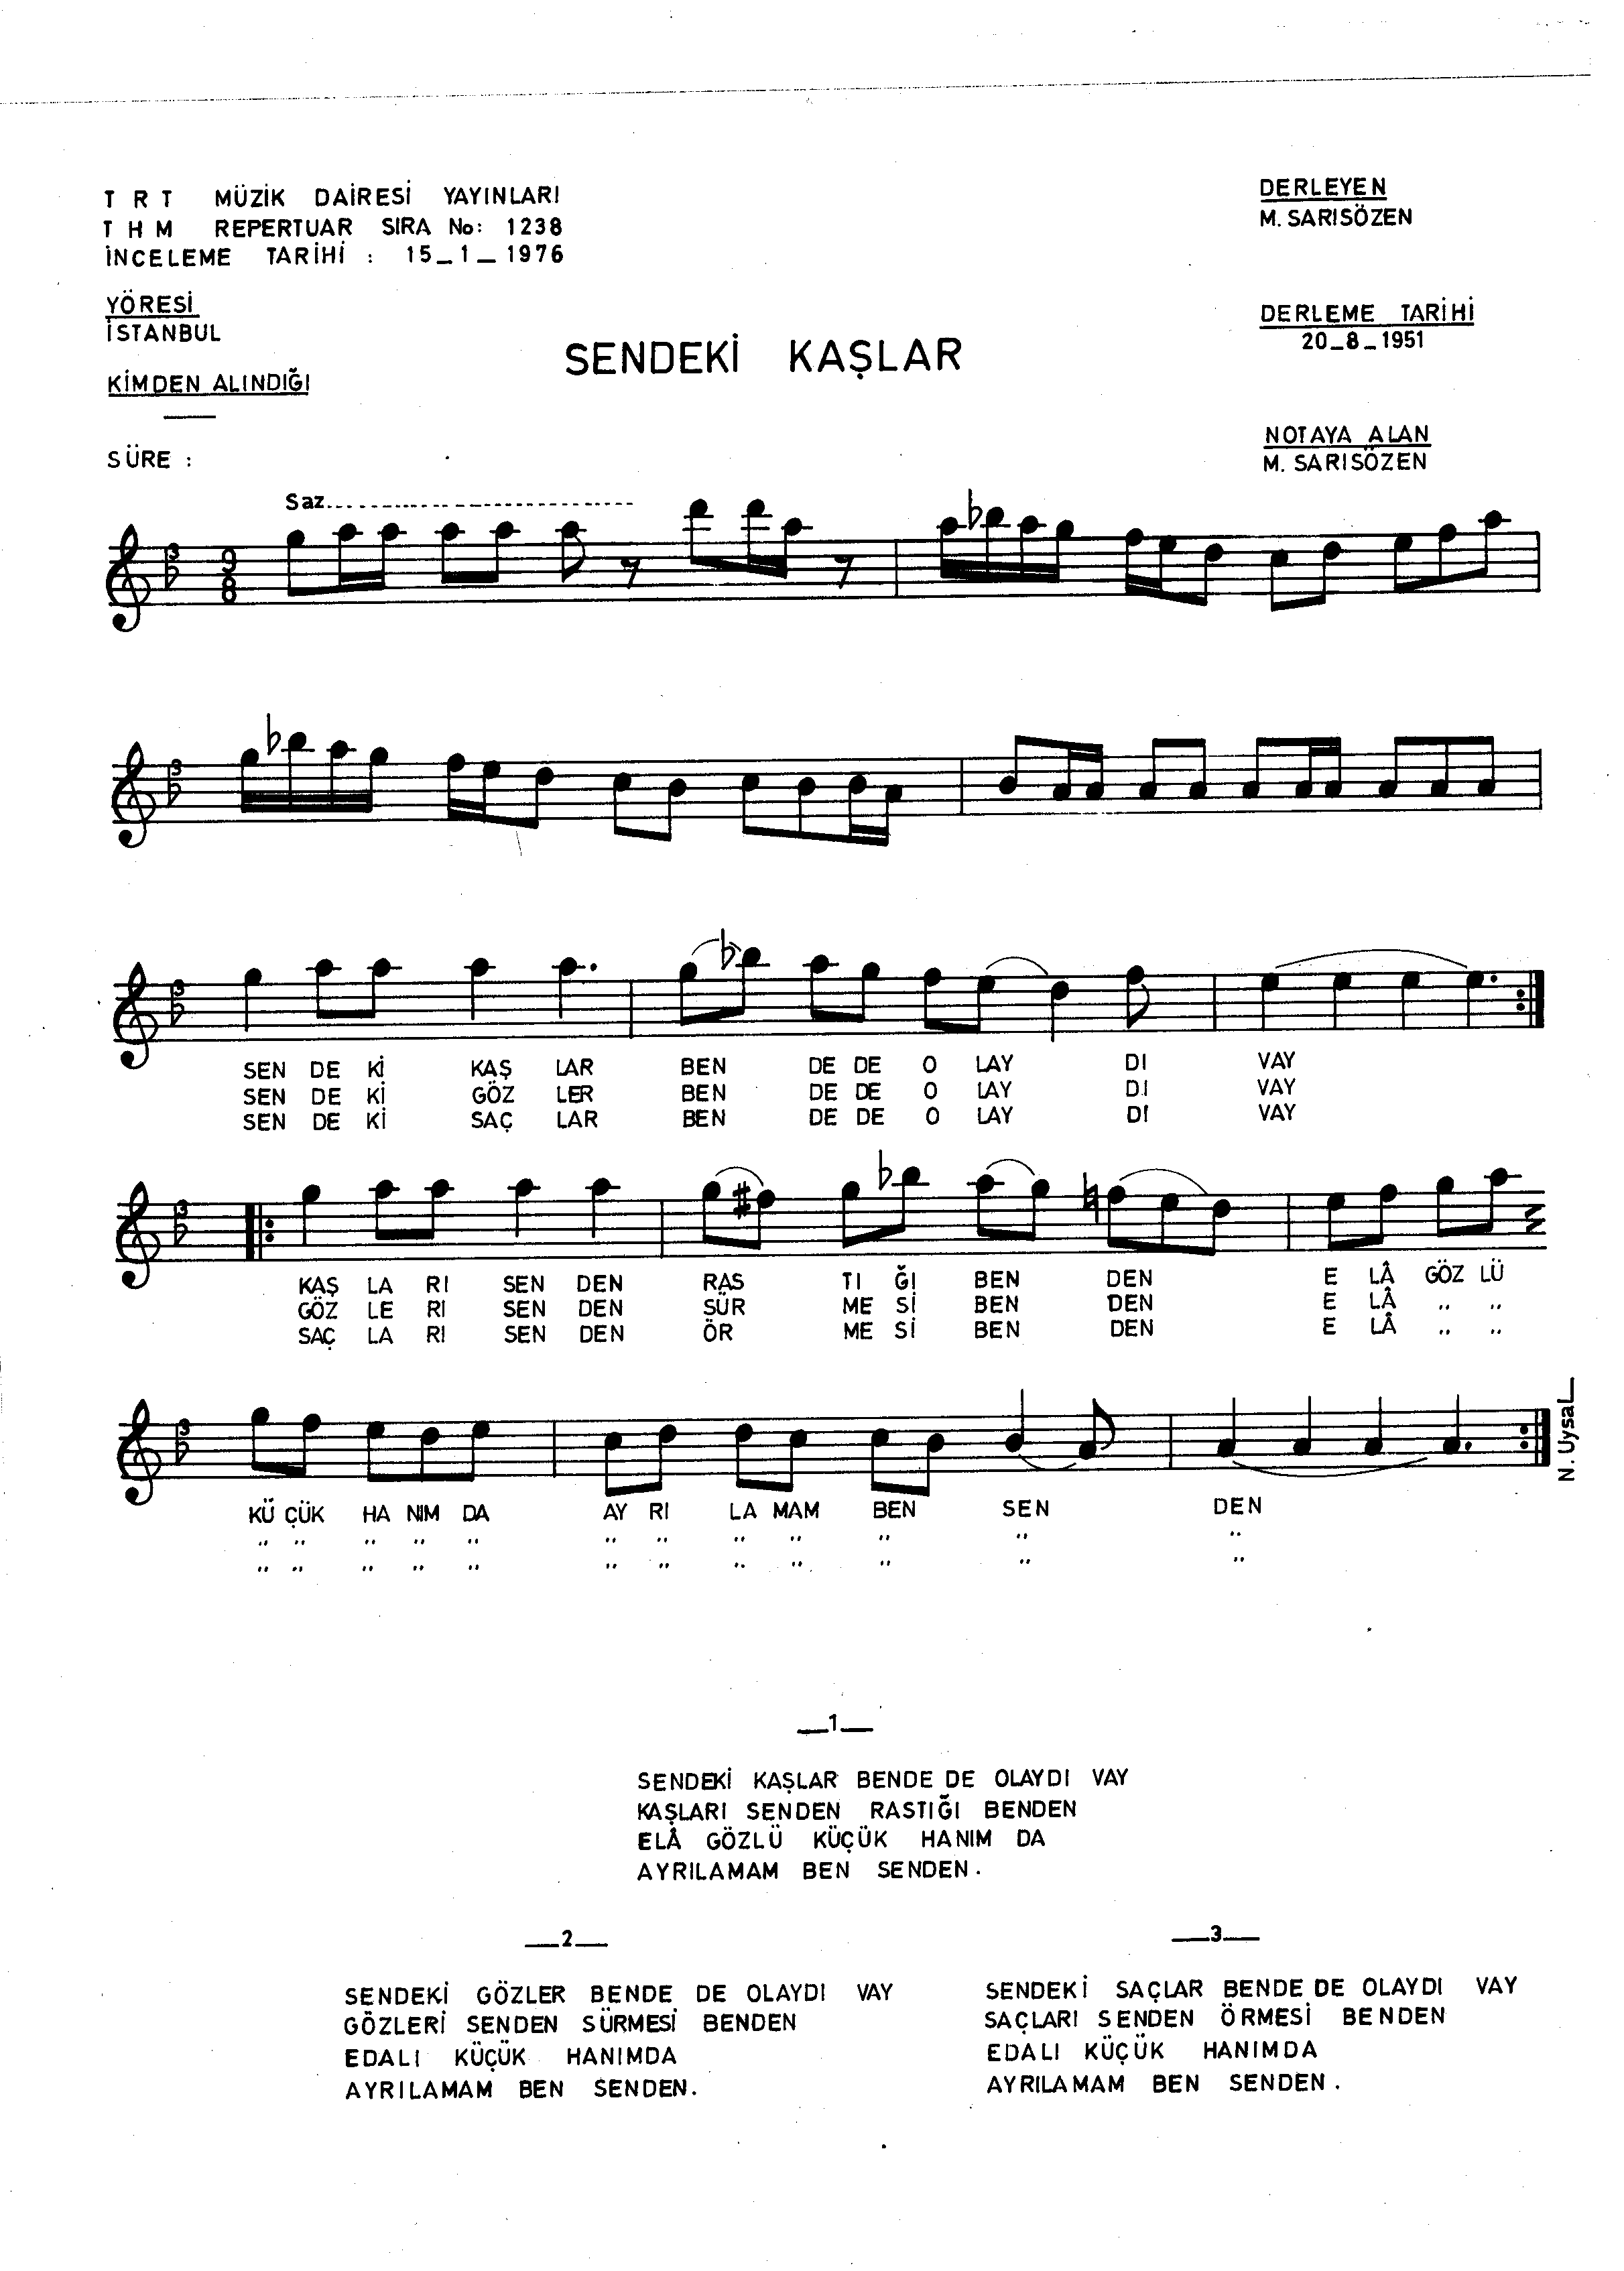 T R T MÜZİK DAİRESİ YAYINLARI
T H M REPERTUAR SIRA No: 1238
İNCELEME TARİHİ : 15_1_1976
DERLEYEN
M. SARISÖZEN
YÖRESİ
İSTANBUL
DERLEME TARİHİ
20_8_1951
SENDEKİ KAŞLAR
KİMDEN ALINDIĞI
NOTAYA ALAN
M. SARISÖZEN
SÜRE :
Saz
3
9
8
3
3
SEN DE Kİ KAŞ LAR BEN DE DE O LAY DI VAY
SEN DE Kİ GÖZ LER BEN DE DE O LAY DI VAY
SEN DE Kİ SAÇ LAR BEN DE DE O LAY DI VAY
3
KAŞ LA RI SEN DEN RAS TI ĞI BEN DEN E LÂ GÖZ LÜ
GÖZ LE RI SEN DEN SÜR ME Sİ BEN DEN E LÂ ,, ,,
SAÇ LA RI SEN DEN ÖR ME Sİ BEN DEN E LÂ ,, ,,
3
N. Uysal
KÜ ÇÜK HA NIM DA AY RI LA MAM BEN SEN DEN
,, ,, ,, ,, ,, ,, ,, ,, ,, ,, ,, ,,
,, ,, ,, ,, ,, ,, ,, ,, ,, ,, ,, ,,
__1__
SENDEKİ KAŞLAR BENDE DE OLAYDI VAY
KAŞLARI SENDEN RASTIĞI BENDEN
ELÂ GÖZLÜ KÜÇÜK HANIM DA
AYRILAMAM BEN SENDEN.
__2__
SENDEKİ GÖZLER BENDE DE OLAYDI VAY
GÖZLERİ SENDEN SÜRMESİ BENDEN
EDALI KÜÇÜK HANIMDA
AYRILAMAM BEN SENDEN.
__3__
SENDEKİ SAÇLAR BENDE DE OLAYDI VAY
SAÇLARI SENDEN ÖRMESİ BENDEN
EDALI KÜÇÜK HANIMDA
AYRILAMAM BEN SENDEN.